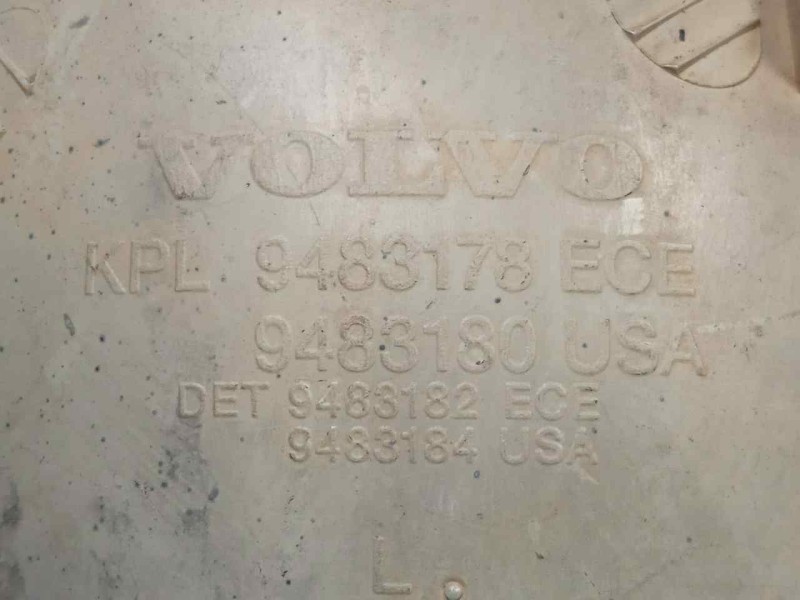 VOLVO
KPL 9483178 ECE
9483180 USA
DET 9483182 ECE
9483184 USA
L.